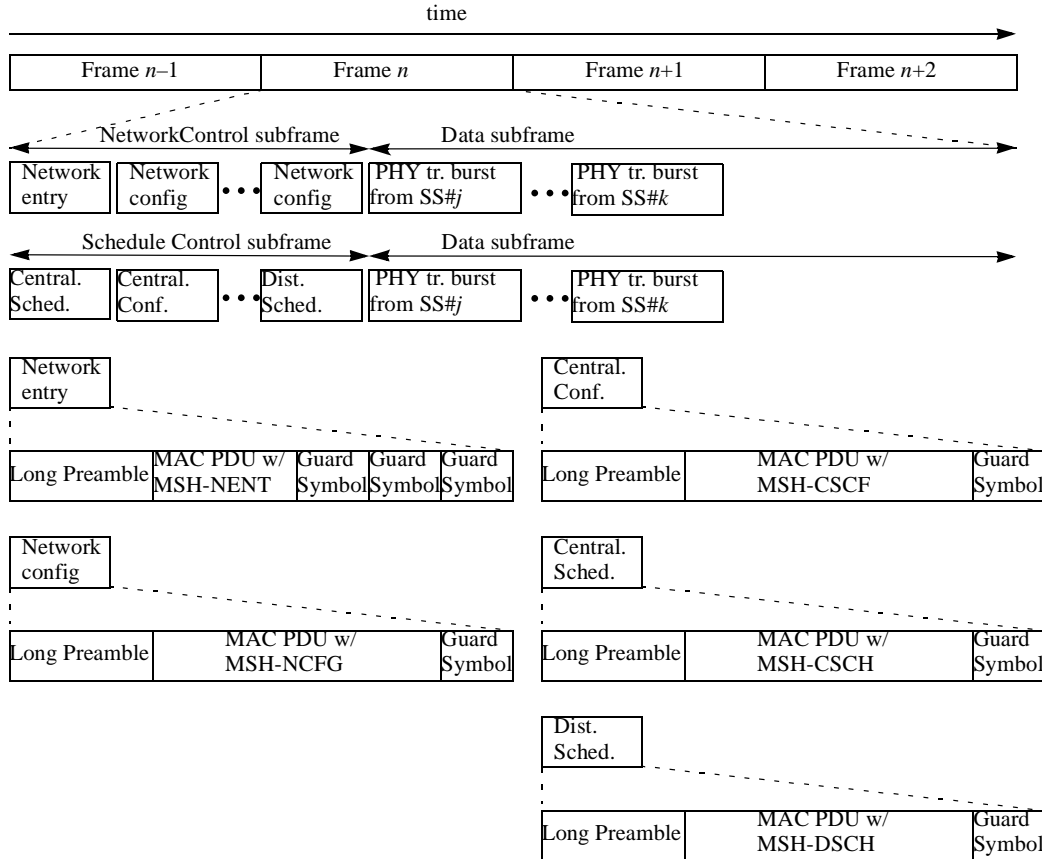 time
Frame n–1 Frame n Frame n+1 Frame n+2
NetworkControl subframe Data subframe
Network entry
Network config
•••
Network config
PHY tr. burst from SS#j
•••
PHY tr. burst from SS#k
Schedule Control subframe Data subframe
Central. Sched.
Central. Conf.
•••
Dist. Sched.
PHY tr. burst from SS#j
•••
PHY tr. burst from SS#k
Network
entry
Long Preamble
MAC PDU w/
MSH-NENT
Guard
Symbol
Guard
Symbol
Guard
Symbol
Central.
Conf.
Long Preamble
MAC PDU w/
MSH-CSCF
Guard
Symbol
Network
config
Long Preamble
MAC PDU w/
MSH-NCFG
Guard
Symbol
Central.
Sched.
Long Preamble
MAC PDU w/
MSH-CSCH
Guard
Symbol
Dist.
Sched.
Long Preamble
MAC PDU w/
MSH-DSCH
Guard
Symbol